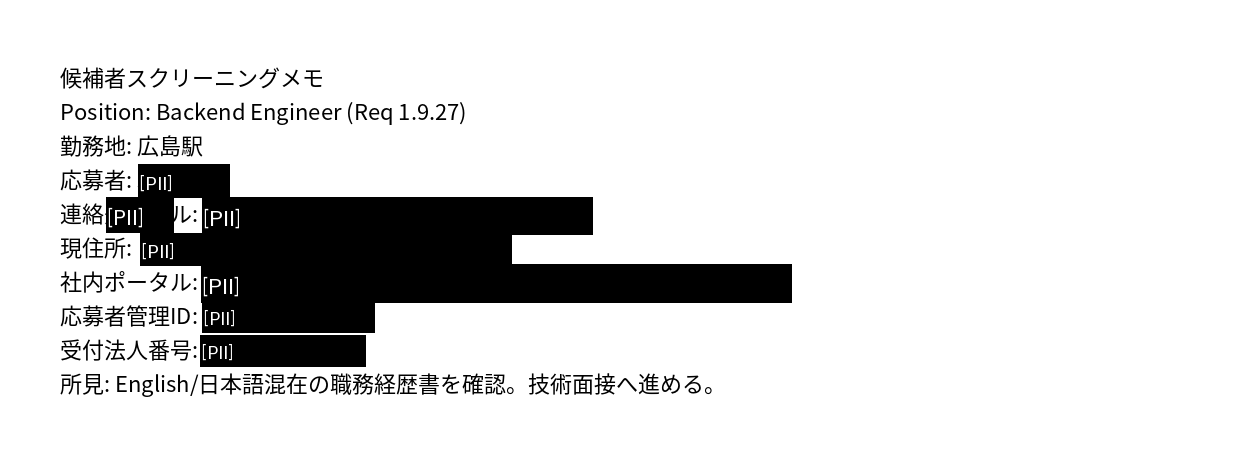 候補者スクリーニングメモ
Position: Backend Engineer (Req 1.9.27)
勤務地: 広島駅
応募者: [PII]
連絡[PII]ル: [PII]
現住所: [PII]
社内ポータル: [PII]
応募者管理ID: [PII]
受付法人番号: [PII]
所見: English/日本語混在の職務経歴書を確認。技術面接へ進める。